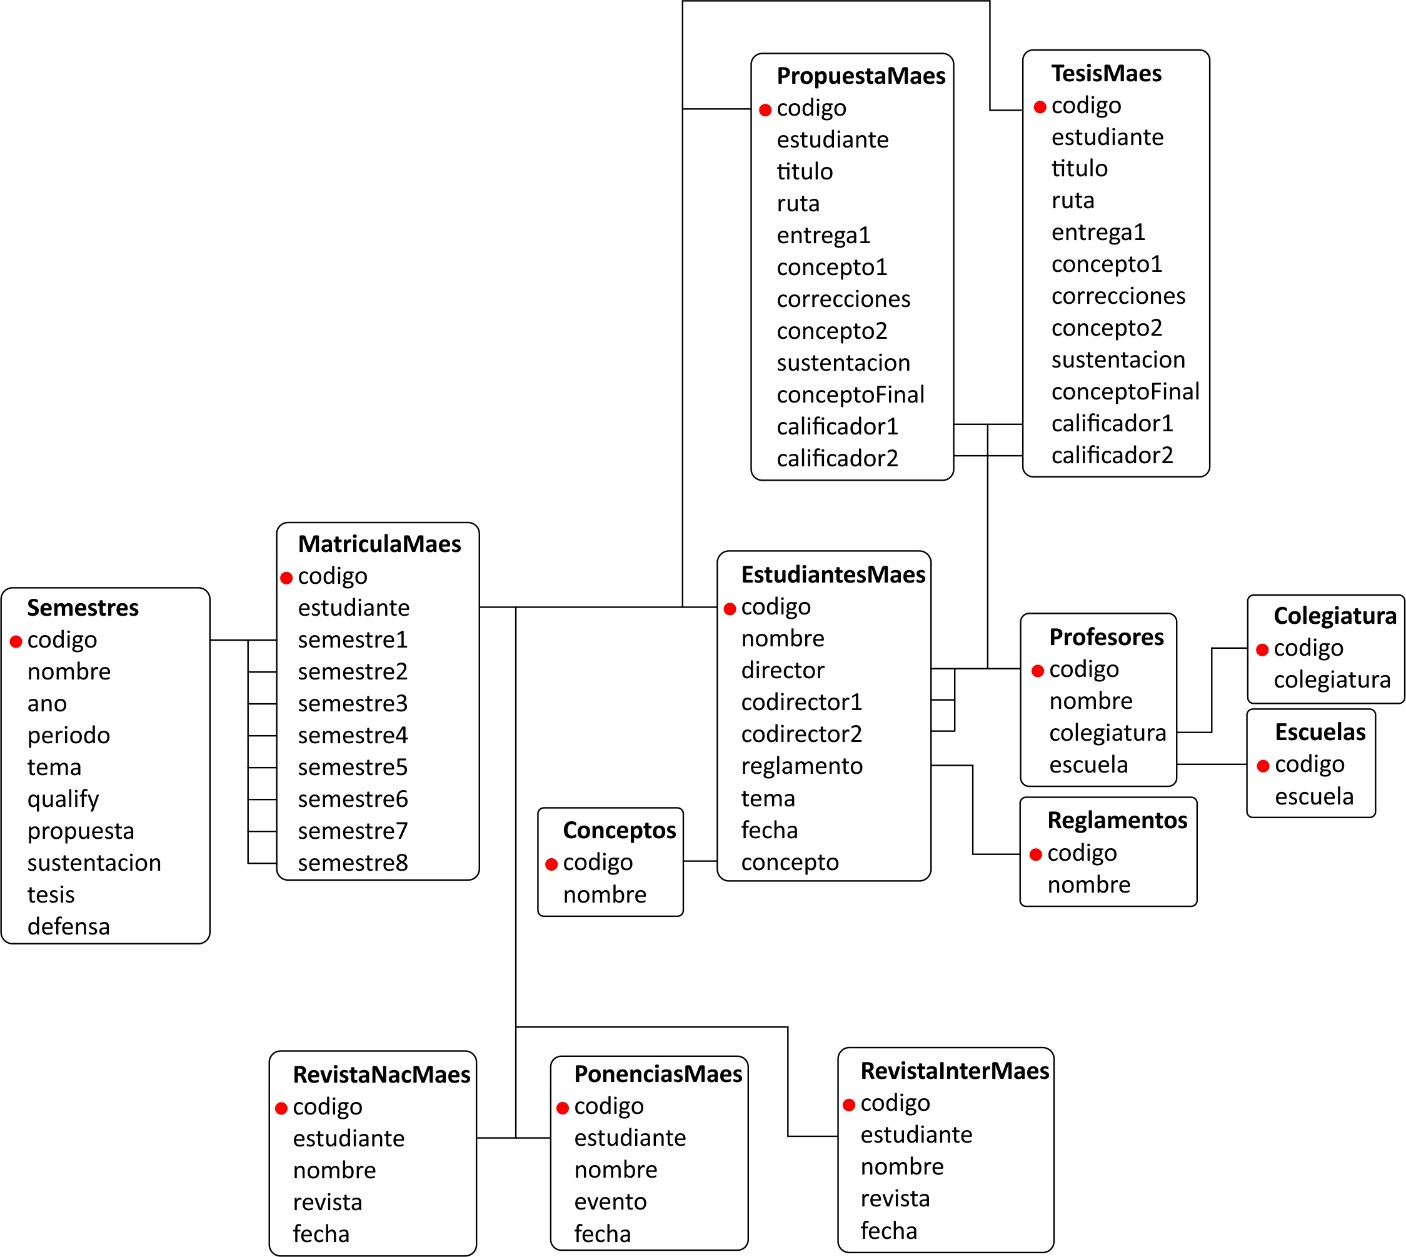 PropuestaMaes
codigo
estudiante
titulo
ruta
entrega1
concepto1
correcciones
concepto2
sustentacion
conceptoFinal
calificador1
calificador2
TesisMaes
codigo
estudiante
titulo
ruta
entrega1
concepto1
correcciones
concepto2
sustentacion
conceptoFinal
calificador1
calificador2
Semestres
codigo
nombre
ano
periodo
tema
qualify
propuesta
sustentacion
tesis
defensa
MatriculaMaes
codigo
estudiante
semestre1
semestre2
semestre3
semestre4
semestre5
semestre6
semestre7
semestre8
EstudiantesMaes
codigo
nombre
director
codirector1
codirector2
reglamento
tema
fecha
concepto
Conceptos
codigo
nombre
Profesores
codigo
nombre
colegiatura
escuela
Colegiatura
codigo
colegiatura
Escuelas
codigo
escuela
Reglamentos
codigo
nombre
RevistaNacMaes
codigo
estudiante
nombre
revista
fecha
PonenciasMaes
codigo
estudiante
nombre
evento
fecha
RevistaInterMaes
codigo
estudiante
nombre
revista
fecha